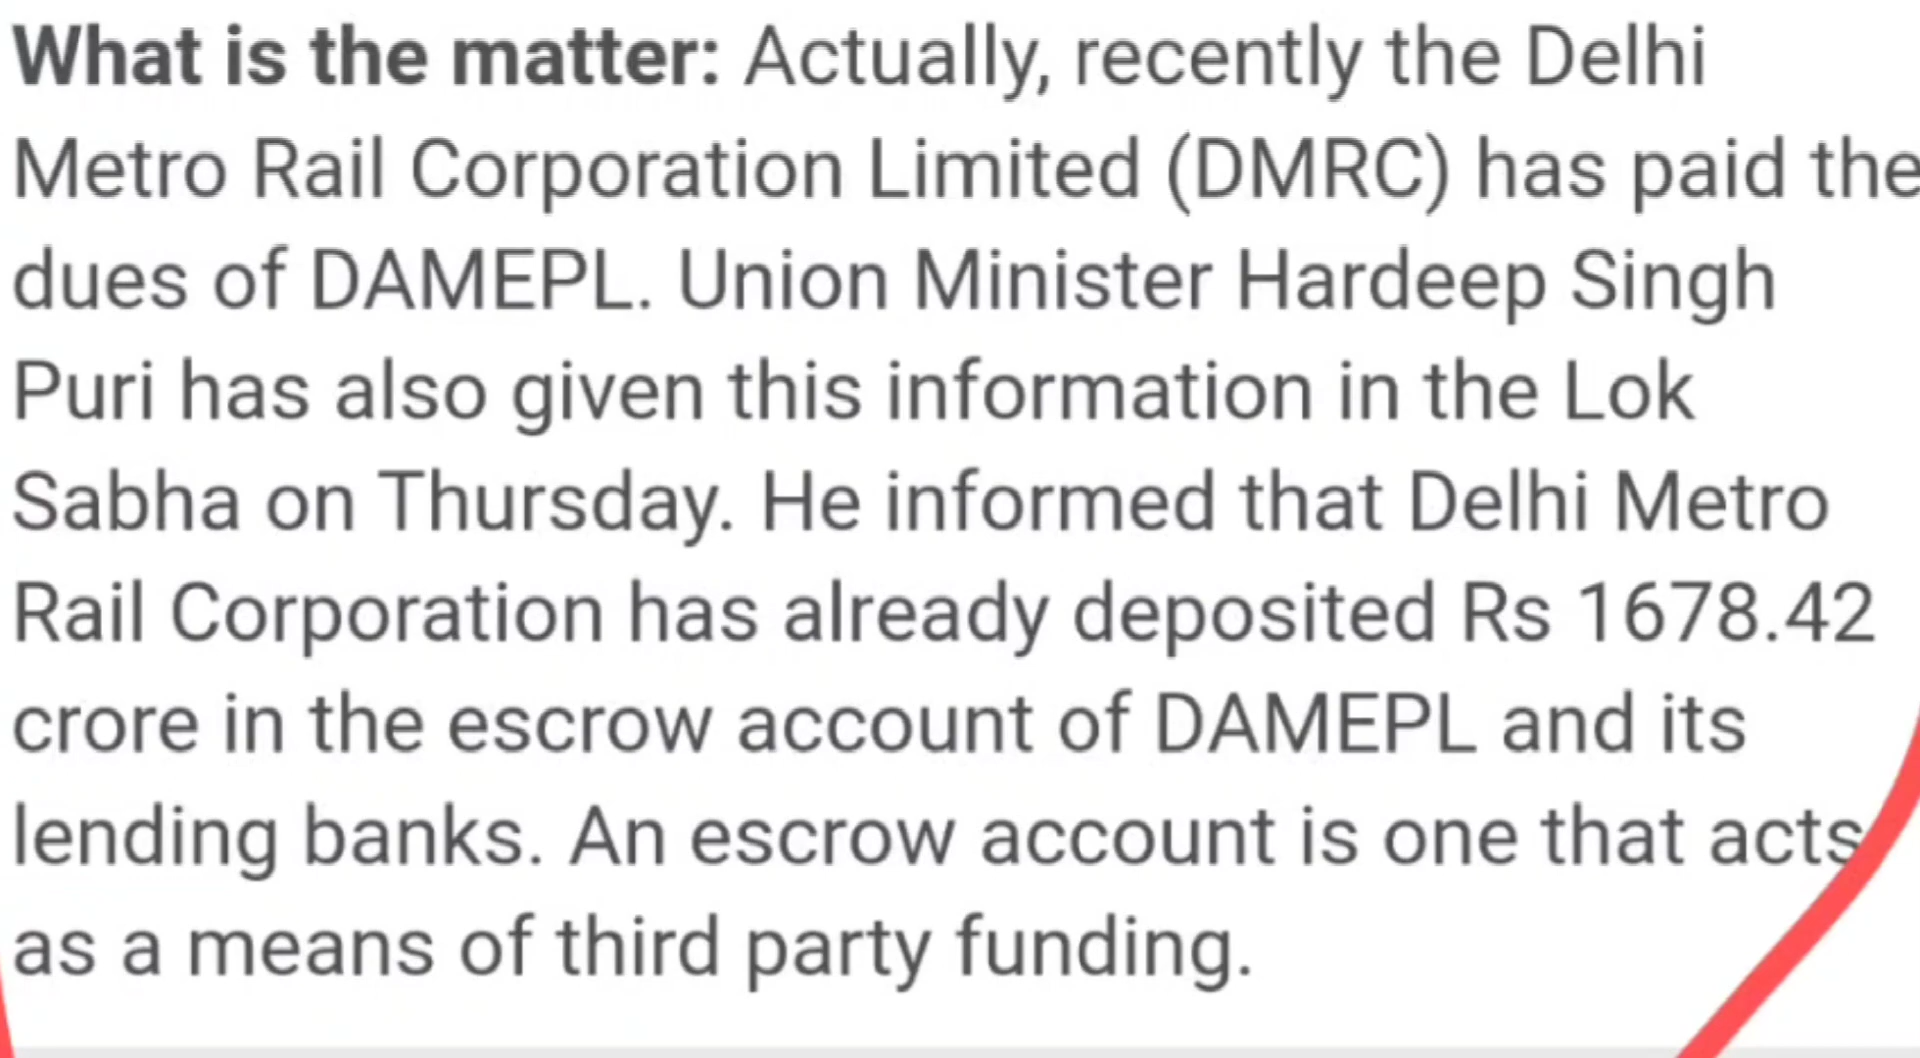 What is the matter: Actually, recently the Delhi
Metro Rail Corporation Limited (DMRC) has paid the
dues of DAMEPL. Union Minister Hardeep Singh
Puri has also given this information in the Lok
Sabha on Thursday. He informed that Delhi Metro
Rail Corporation has already deposited Rs 1678.42
crore in the escrow account of DAMEPL and its
lending banks. An escrow account is one that acts
as a means of third party funding.